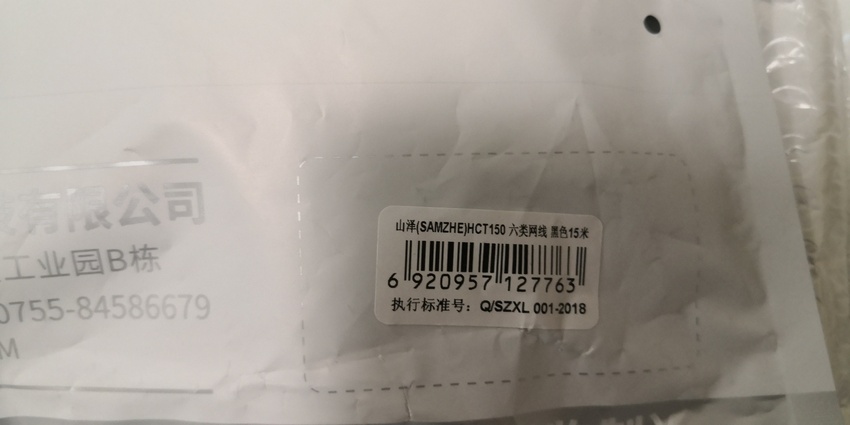 有限公司
工业园B栋
0755-84586679
M
山泽(SAMZHE)HCT150 六类网线 黑色15米
6 920957 127763
执行标准号：Q/SZXL 001-2018